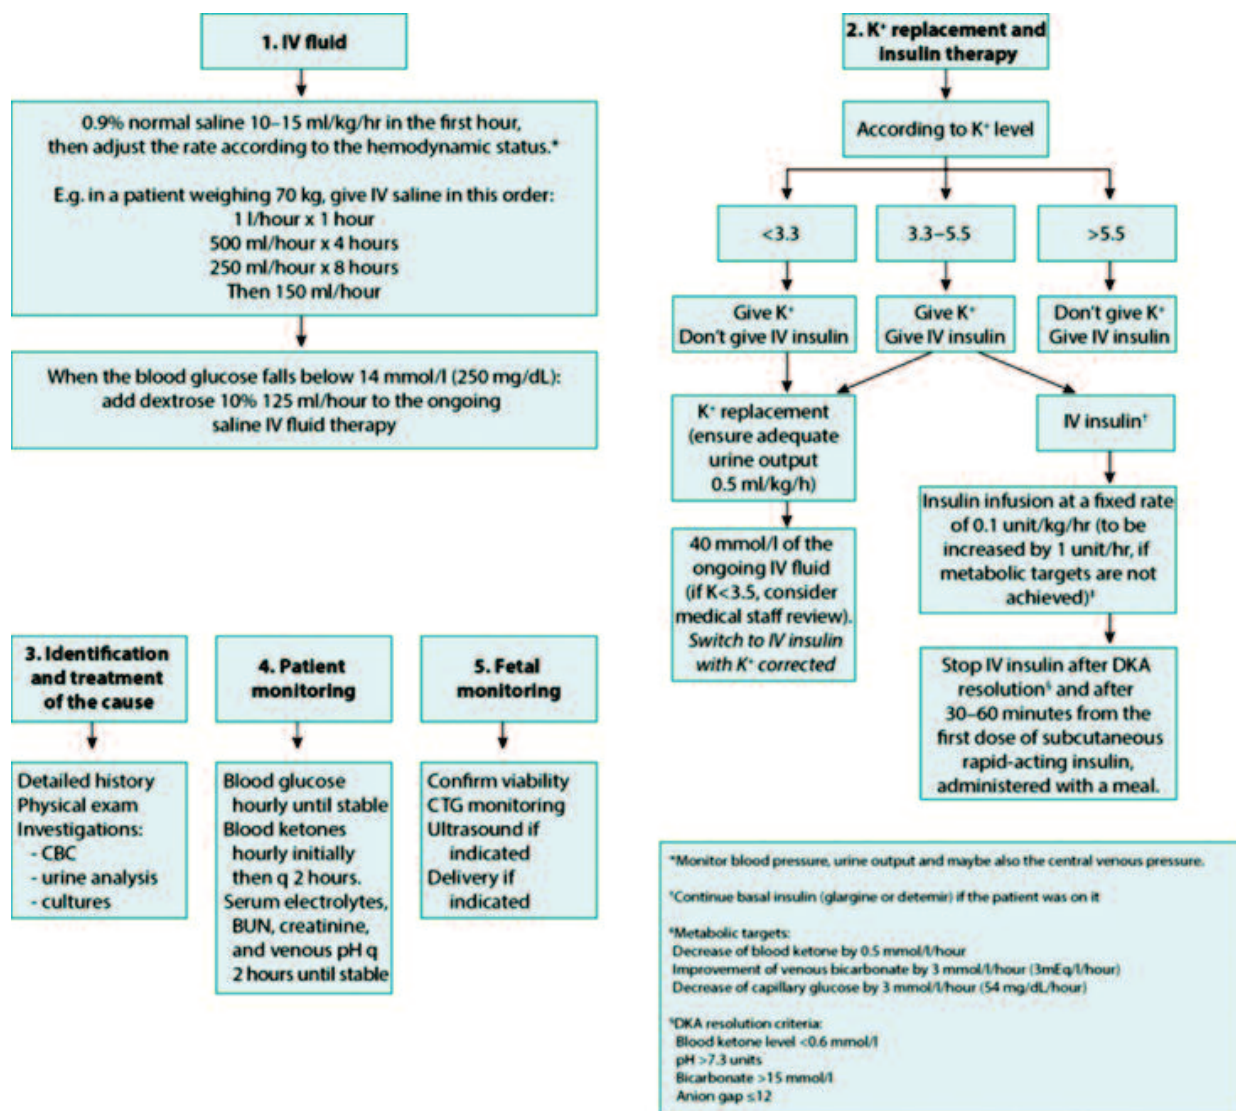 1. IV fluid
0.9% normal saline 10–15 ml/kg/hr in the first hour,
then adjust the rate according to the hemodynamic status.*
E.g. in a patient weighing 70 kg, give IV saline in this order:
1 l/hour x 1 hour
500 ml/hour x 4 hours
250 ml/hour x 8 hours
Then 150 ml/hour
When the blood glucose falls below 14 mmol/l (250 mg/dL):
add dextrose 10% 125 ml/hour to the ongoing
saline IV fluid therapy
2. K⁺ replacement and
insulin therapy
According to K⁺ level
<3.3
3.3–5.5
>5.5
Give K⁺
Don't give IV insulin
Give K⁺
Give IV insulin
Don't give K⁺
Give IV insulin
K⁺ replacement
(ensure adequate
urine output
0.5 ml/kg/h)
40 mmol/l of the
ongoing IV fluid
(if K<3.5, consider
medical staff review).
Switch to IV insulin
with K⁺ corrected
IV insulin†
Insulin infusion at a fixed rate
of 0.1 unit/kg/hr (to be
increased by 1 unit/hr, if
metabolic targets are not
achieved)‡
Stop IV insulin after DKA
resolution§ and after
30–60 minutes from the
first dose of subcutaneous
rapid-acting insulin,
administered with a meal.
3. Identification
and treatment
of the cause
Detailed history
Physical exam
Investigations:
- CBC
- urine analysis
- cultures
4. Patient
monitoring
Blood glucose
hourly until stable
Blood ketones
hourly initially
then q 2 hours.
Serum electrolytes,
BUN, creatinine,
and venous pH q
2 hours until stable
5. Fetal
monitoring
Confirm viability
CTG monitoring
Ultrasound if
indicated
Delivery if
indicated
*Monitor blood pressure, urine output and maybe also the central venous pressure.
†Continue basal insulin (glargine or detemir) if the patient was on it
‡Metabolic targets:
Decrease of blood ketone by 0.5 mmol/l/hour
Improvement of venous bicarbonate by 3 mmol/l/hour (3mEq/l/hour)
Decrease of capillary glucose by 3 mmol/l/hour (54 mg/dL/hour)
§DKA resolution criteria:
Blood ketone level <0.6 mmol/l
pH >7.3 units
Bicarbonate >15 mmol/l
Anion gap ≤12